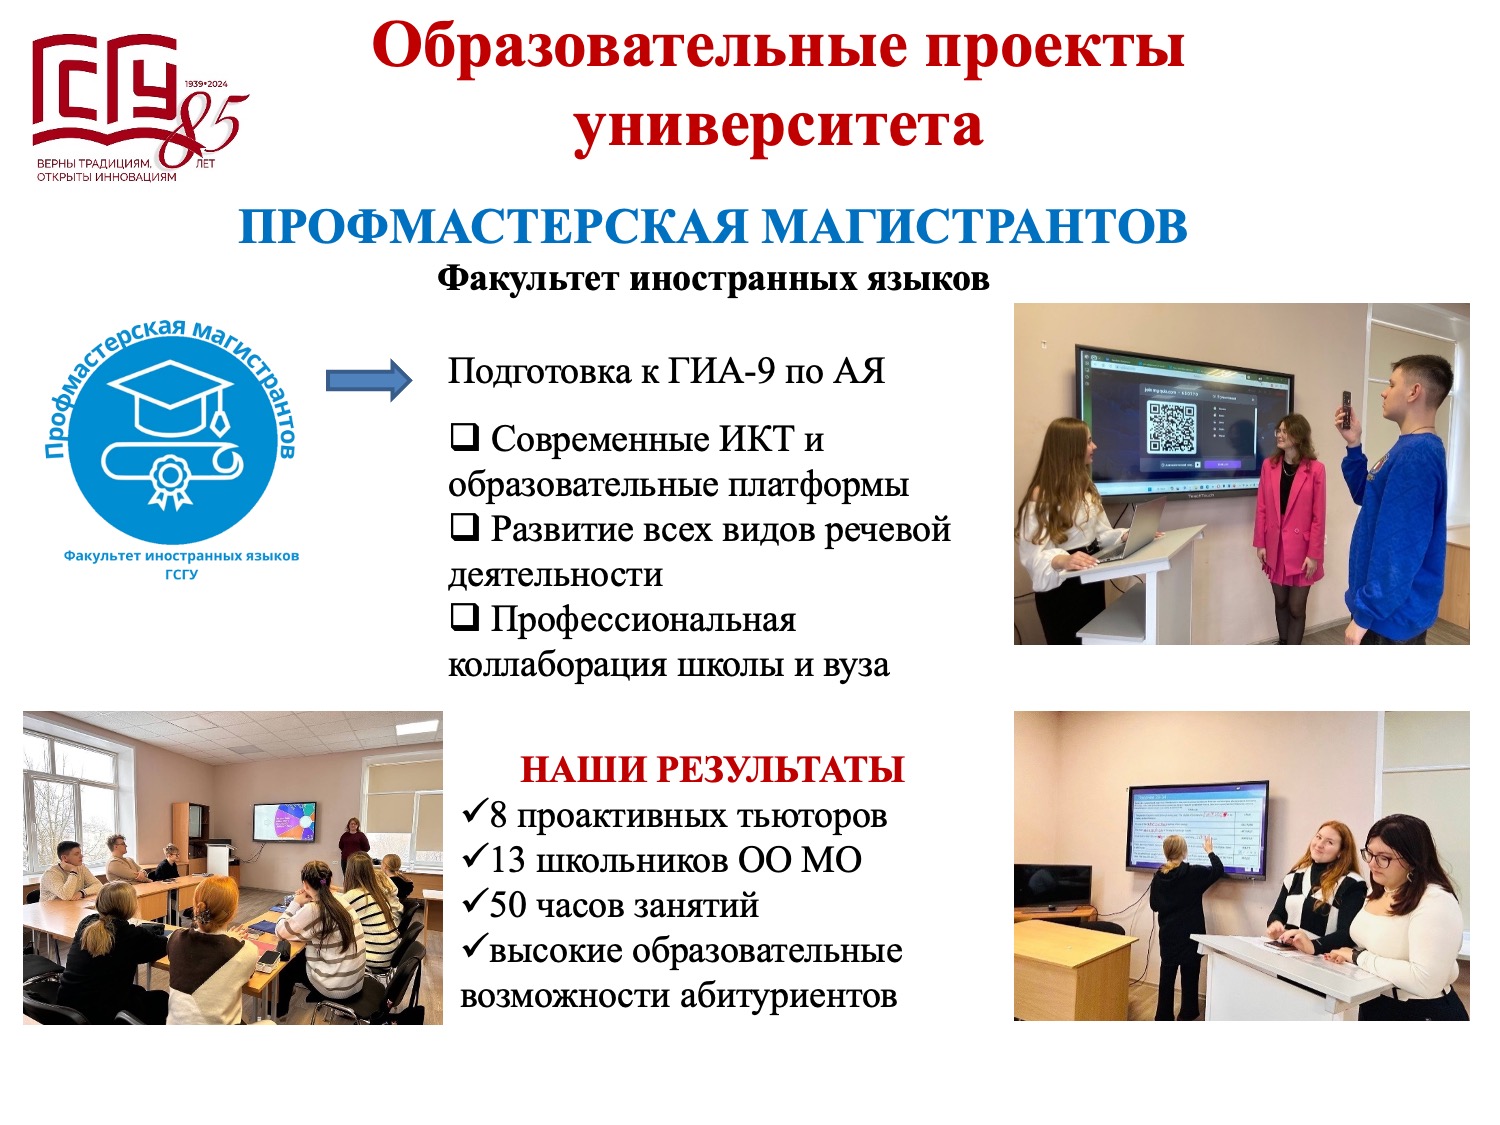 Образовательные проекты
университета
ГСГУ
1939•2024
85
ЛЕТ
ВЕРНЫ ТРАДИЦИЯМ,
ОТКРЫТЫ ИННОВАЦИЯМ
ПРОФМАСТЕРСКАЯ МАГИСТРАНТОВ
Факультет иностранных языков
Профмастерская магистрантов
Факультет иностранных языков
ГСГУ
Подготовка к ГИА-9 по АЯ
❑ Современные ИКТ и
образовательные платформы
❑ Развитие всех видов речевой
деятельности
❑ Профессиональная
коллаборация школы и вуза
НАШИ РЕЗУЛЬТАТЫ
✓8 проактивных тьюторов
✓13 школьников ОО МО
✓50 часов занятий
✓высокие образовательные
возможности абитуриентов